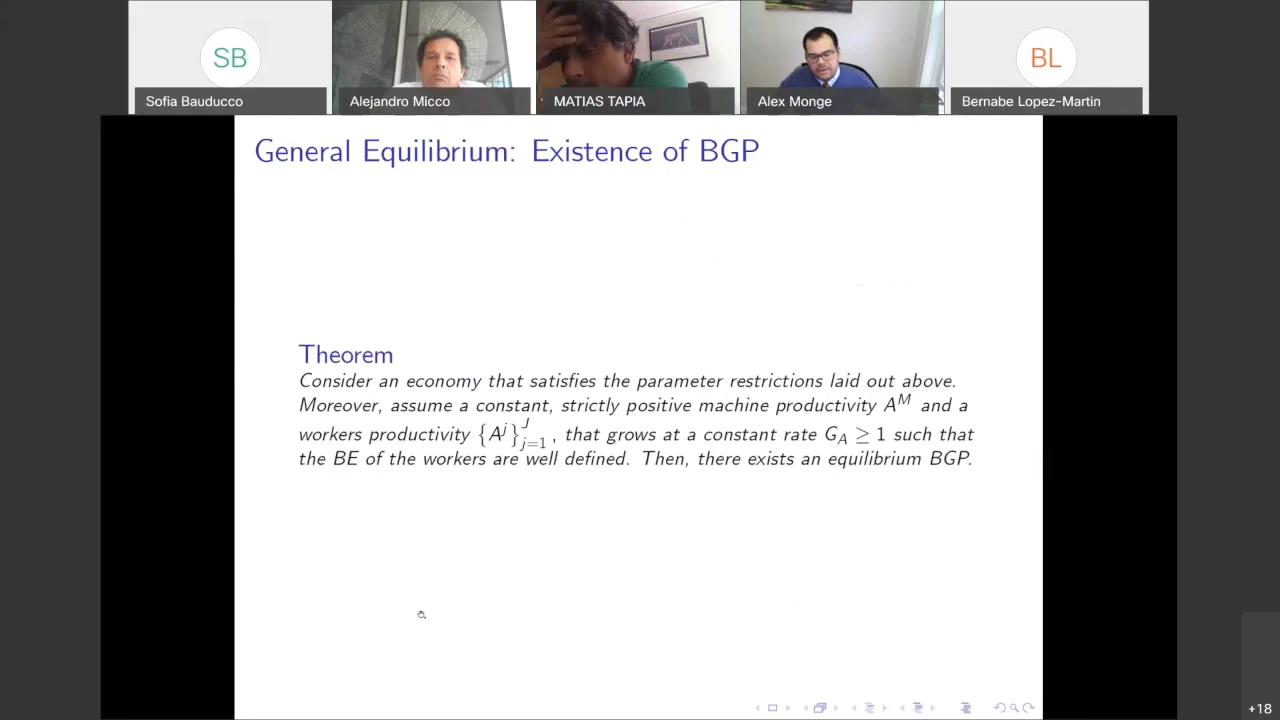 SB
BL
Sofia Bauducco
Alejandro Micco
MATIAS TAPIA
Alex Monge
Bernabe Lopez-Martin
General Equilibrium: Existence of BGP
Theorem
Consider an economy that satisfies the parameter restrictions laid out above.
Moreover, assume a constant, strictly positive machine productivity A^M and a
workers productivity {A^j}_{j=1}^J, that grows at a constant rate G_A ≥ 1 such that
the BE of the workers are well defined. Then, there exists an equilibrium BGP.
+18